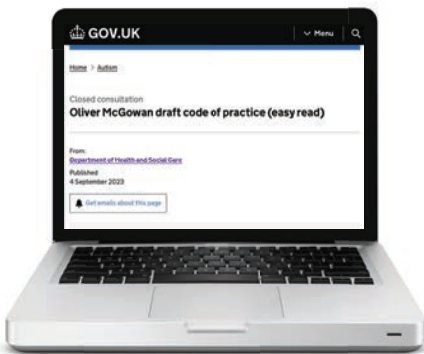 GOV.UK
Menu
Home > Autism
Closed consultation
Oliver McGowan draft code of practice (easy read)
From:
Department of Health and Social Care
Published
4 September 2023
Get emails about this page